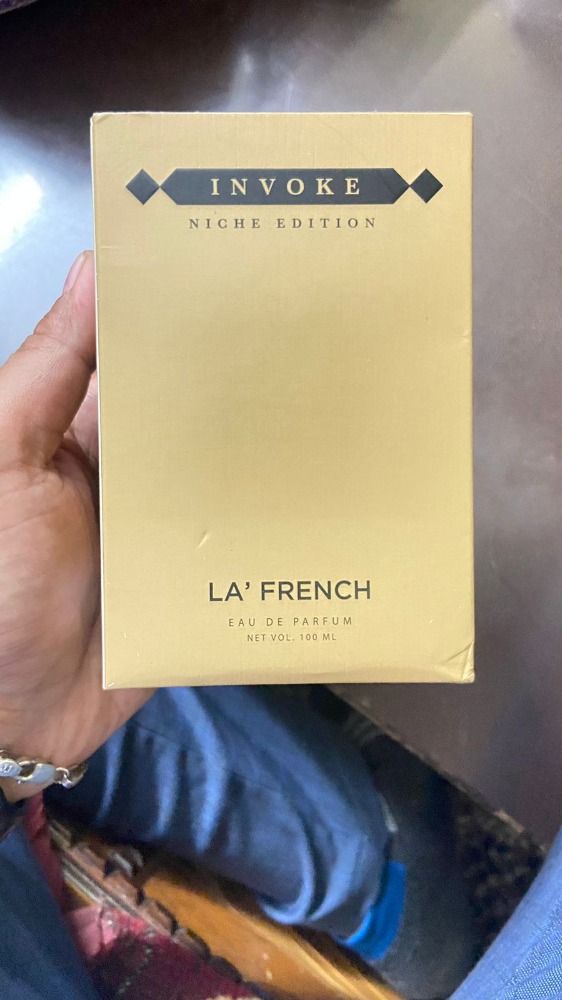 INVOKE
NICHE EDITION
LA' FRENCH
EAU DE PARFUM
NET VOL. 100 ML